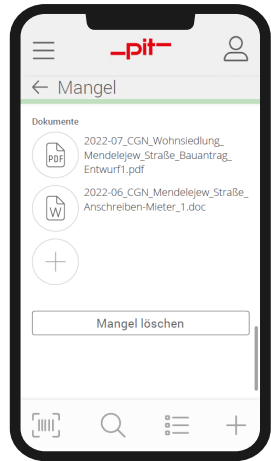 pit
Mangel
Dokumente
PDF
2022-07_CGN_Wohnsiedlung_
Mendelejew_Straße_Bauantrag_
Entwurf1.pdf
W
2022-06_CGN_Mendelejew_Straße_
Anschreiben-Mieter_1.doc
Mangel löschen